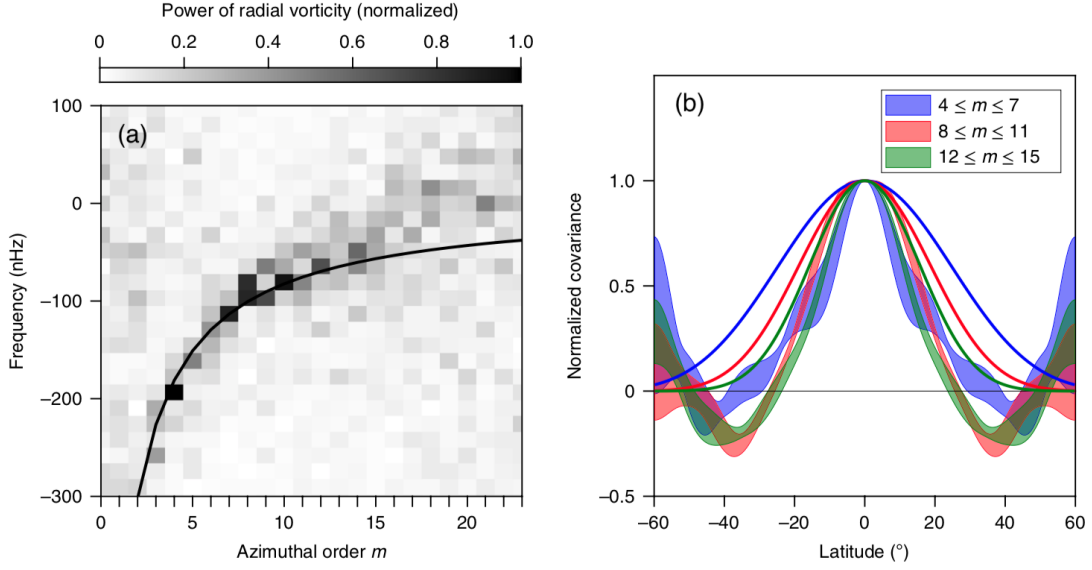 Power of radial vorticity (normalized)
0 0.2 0.4 0.6 0.8 1.0
(a)
Frequency (nHz)
100
0
−100
−200
−300
0 5 10 15 20
Azimuthal order m
(b)
4 ≤ m ≤ 7
8 ≤ m ≤ 11
12 ≤ m ≤ 15
Normalized covariance
1.0
0.5
0
−0.5
−60 −40 −20 0 20 40 60
Latitude (°)